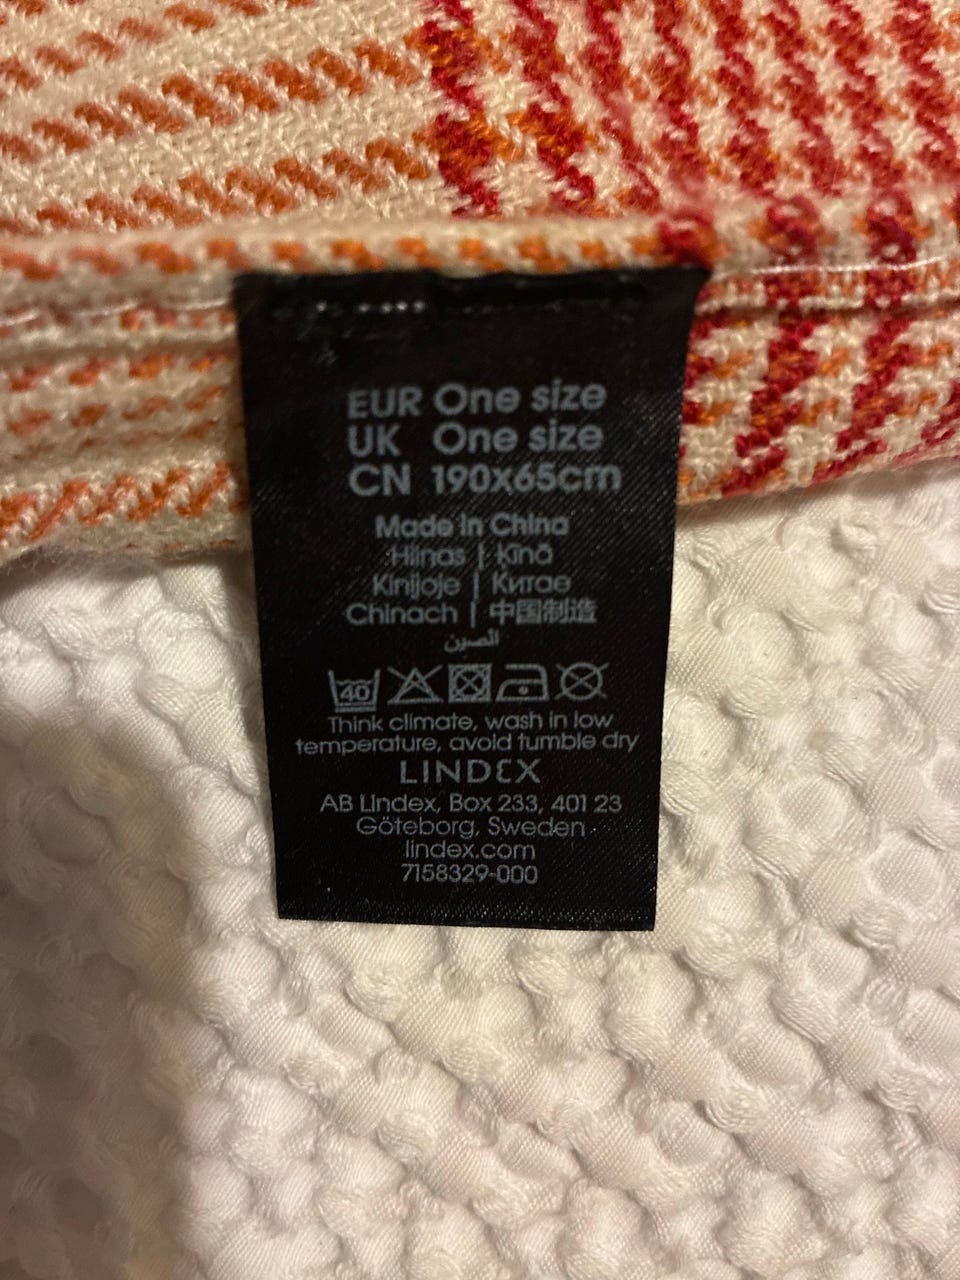 EUR One size
UK One size
CN 190x65cm
Made in China
Hiinas | Ķīnā
Kinijoje | Китае
Chinach | 中国制造
الصين
40
Think climate, wash in low
temperature, avoid tumble dry
LINDEX
AB Lindex, Box 233, 401 23
Göteborg, Sweden
lindex.com
7158329-000